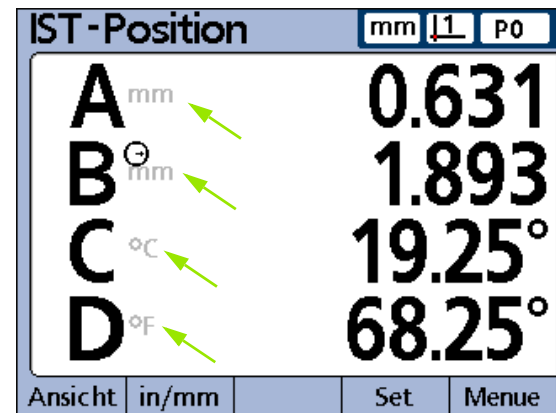 IST-Position mm 1 P0
A mm 0.631
B mm 1.893
C °C 19.25°
D °F 68.25°
Ansicht in/mm Set Menue